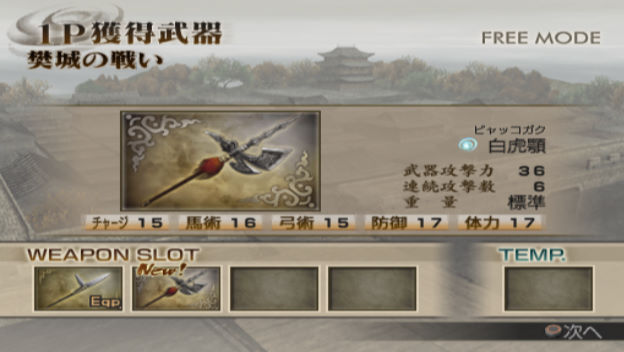 1P獲得武器
FREE MODE
樊城の戦い
ビャッコガク
白虎顎
武器攻撃力 36
連続攻撃数 6
重量 標準
チャージ 15 馬術 16 弓術 15 防御 17 体力 17
WEAPON SLOT TEMP.
New!
Eqp.
次へ